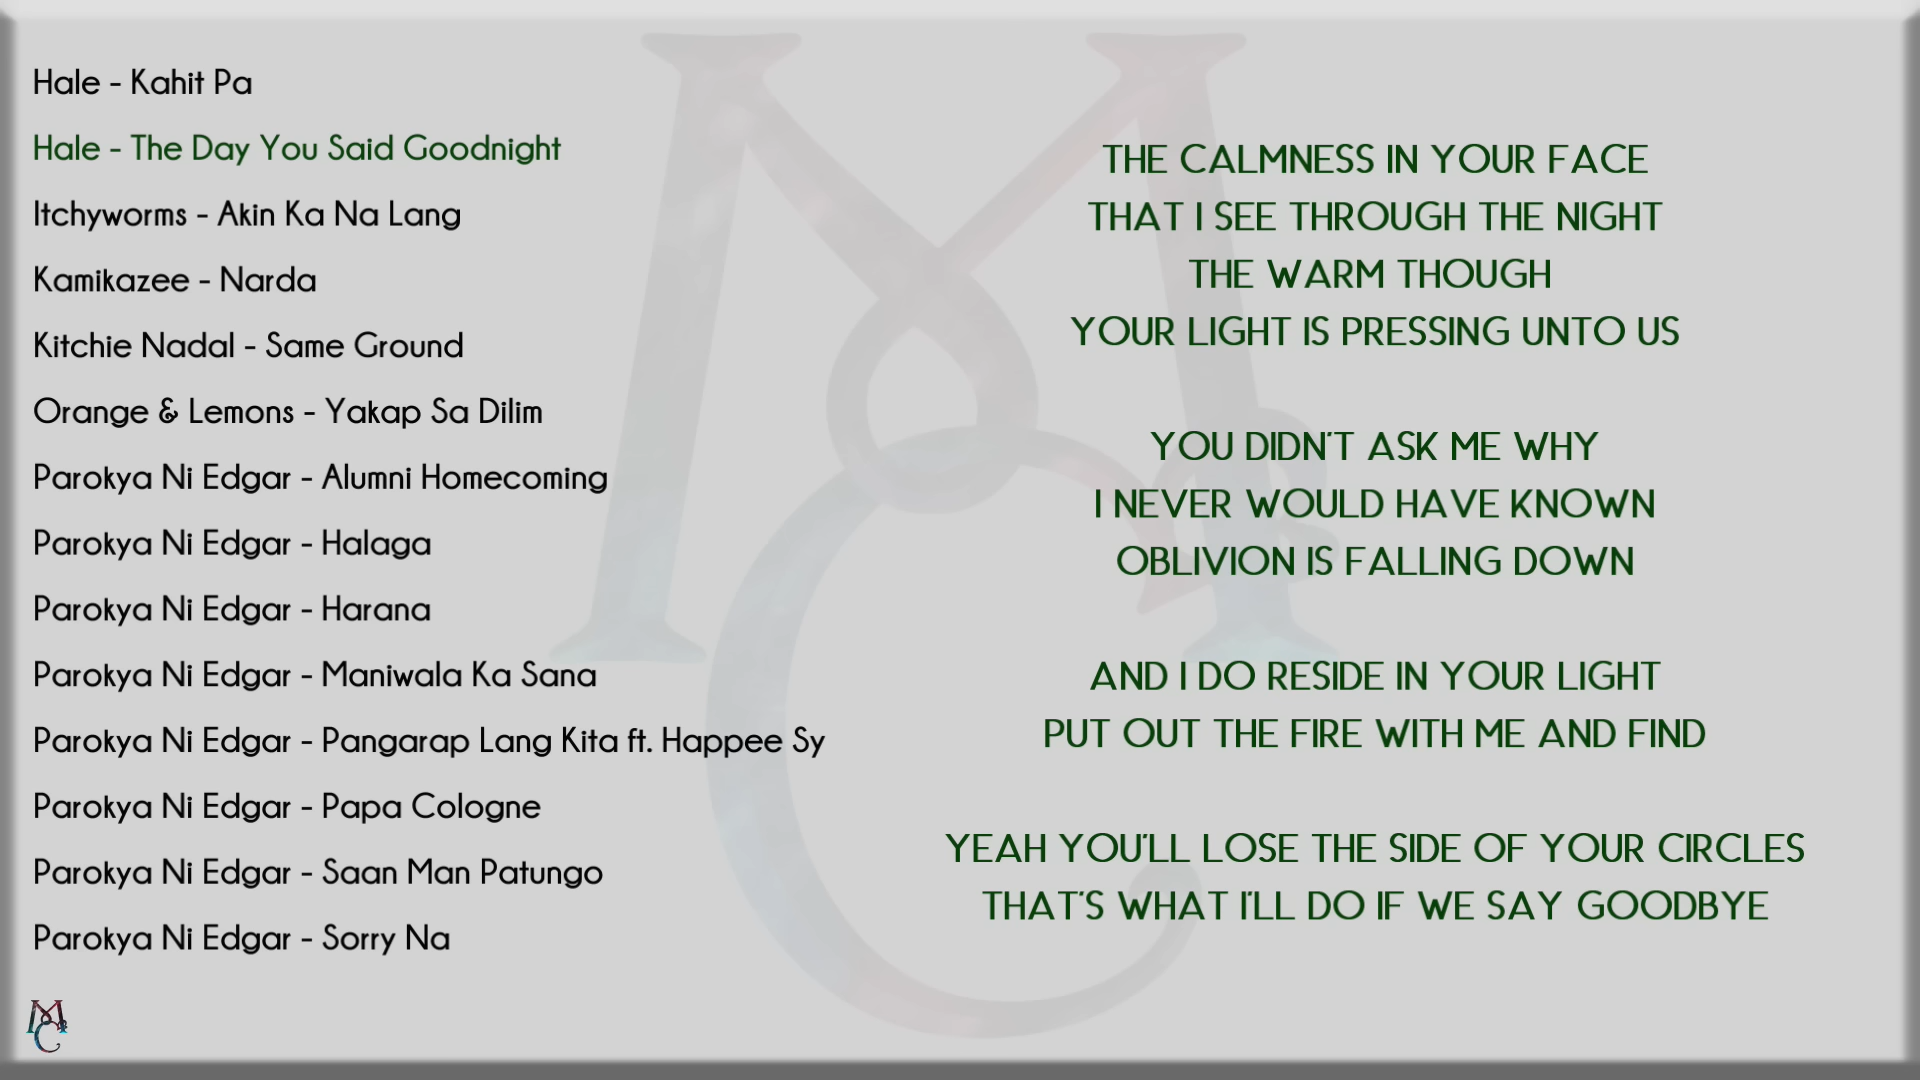 Hale - Kahit Pa
Hale - The Day You Said Goodnight
Itchyworms - Akin Ka Na Lang
Kamikazee - Narda
Kitchie Nadal - Same Ground
Orange & Lemons - Yakap Sa Dilim
Parokya Ni Edgar - Alumni Homecoming
Parokya Ni Edgar - Halaga
Parokya Ni Edgar - Harana
Parokya Ni Edgar - Maniwala Ka Sana
Parokya Ni Edgar - Pangarap Lang Kita ft. Happee Sy
Parokya Ni Edgar - Papa Cologne
Parokya Ni Edgar - Saan Man Patungo
Parokya Ni Edgar - Sorry Na
THE CALMNESS IN YOUR FACE
THAT I SEE THROUGH THE NIGHT
THE WARM THOUGH
YOUR LIGHT IS PRESSING UNTO US
YOU DIDN'T ASK ME WHY
I NEVER WOULD HAVE KNOWN
OBLIVION IS FALLING DOWN
AND I DO RESIDE IN YOUR LIGHT
PUT OUT THE FIRE WITH ME AND FIND
YEAH YOU'LL LOSE THE SIDE OF YOUR CIRCLES
THAT'S WHAT I'LL DO IF WE SAY GOODBYE
MC